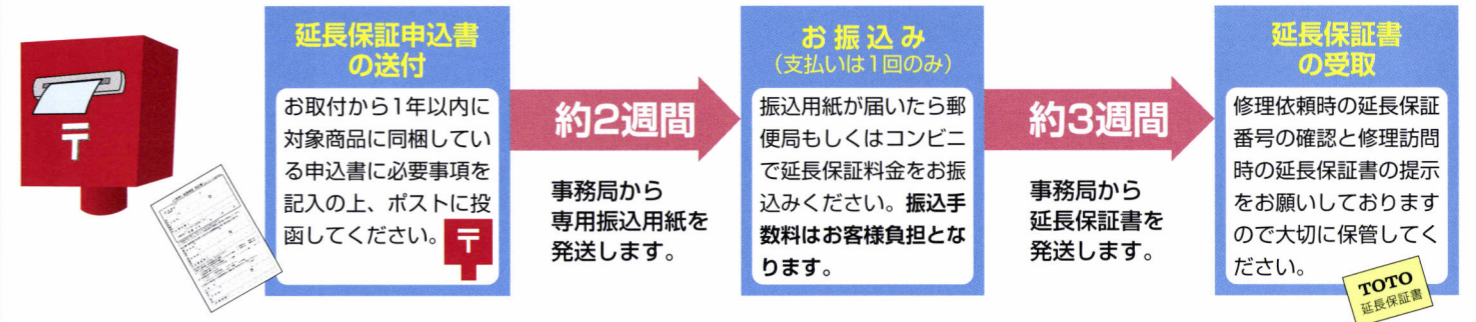 延長保証申込書
の送付
お取付から1年以内に
対象商品に同梱してい
る申込書に必要事項を
記入の上、ポストに投
函してください。
〒
〒
約2週間
事務局から
専用振込用紙を
発送します。
お振込み
(支払いは1回のみ)
振込用紙が届いたら郵
便局もしくはコンビニ
で延長保証料金をお振
込みください。振込手
数料はお客様負担とな
ります。
約3週間
事務局から
延長保証書を
発送します。
延長保証書
の受取
修理依頼時の延長保証
番号の確認と修理訪問
時の延長保証書の提示
をお願いしております
ので大切に保管してく
ださい。
TOTO
延長保証書